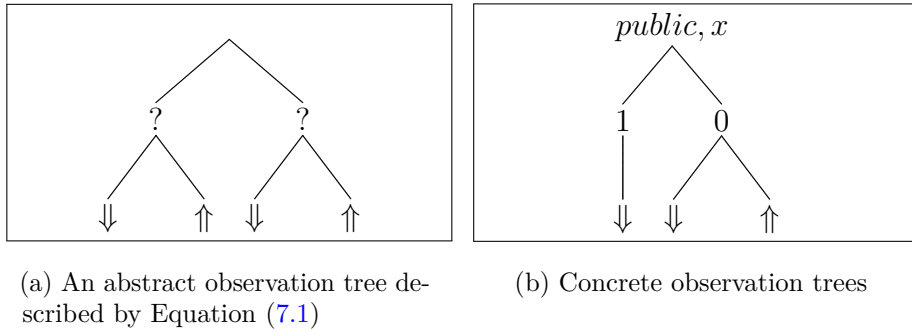 public, x
? ?
1 0
⇓ ⇑ ⇓ ⇑
⇓ ⇓ ⇑
(a) An abstract observation tree de-
scribed by Equation (7.1)
(b) Concrete observation trees